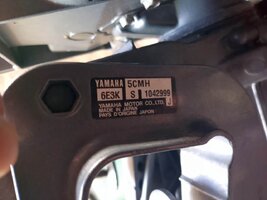 YAMAHA 5CMH
6E3K S 1042999
YAMAHA MOTOR CO.,LTD.
MADE IN JAPAN
PAYS D'ORIGINE JAPON
J